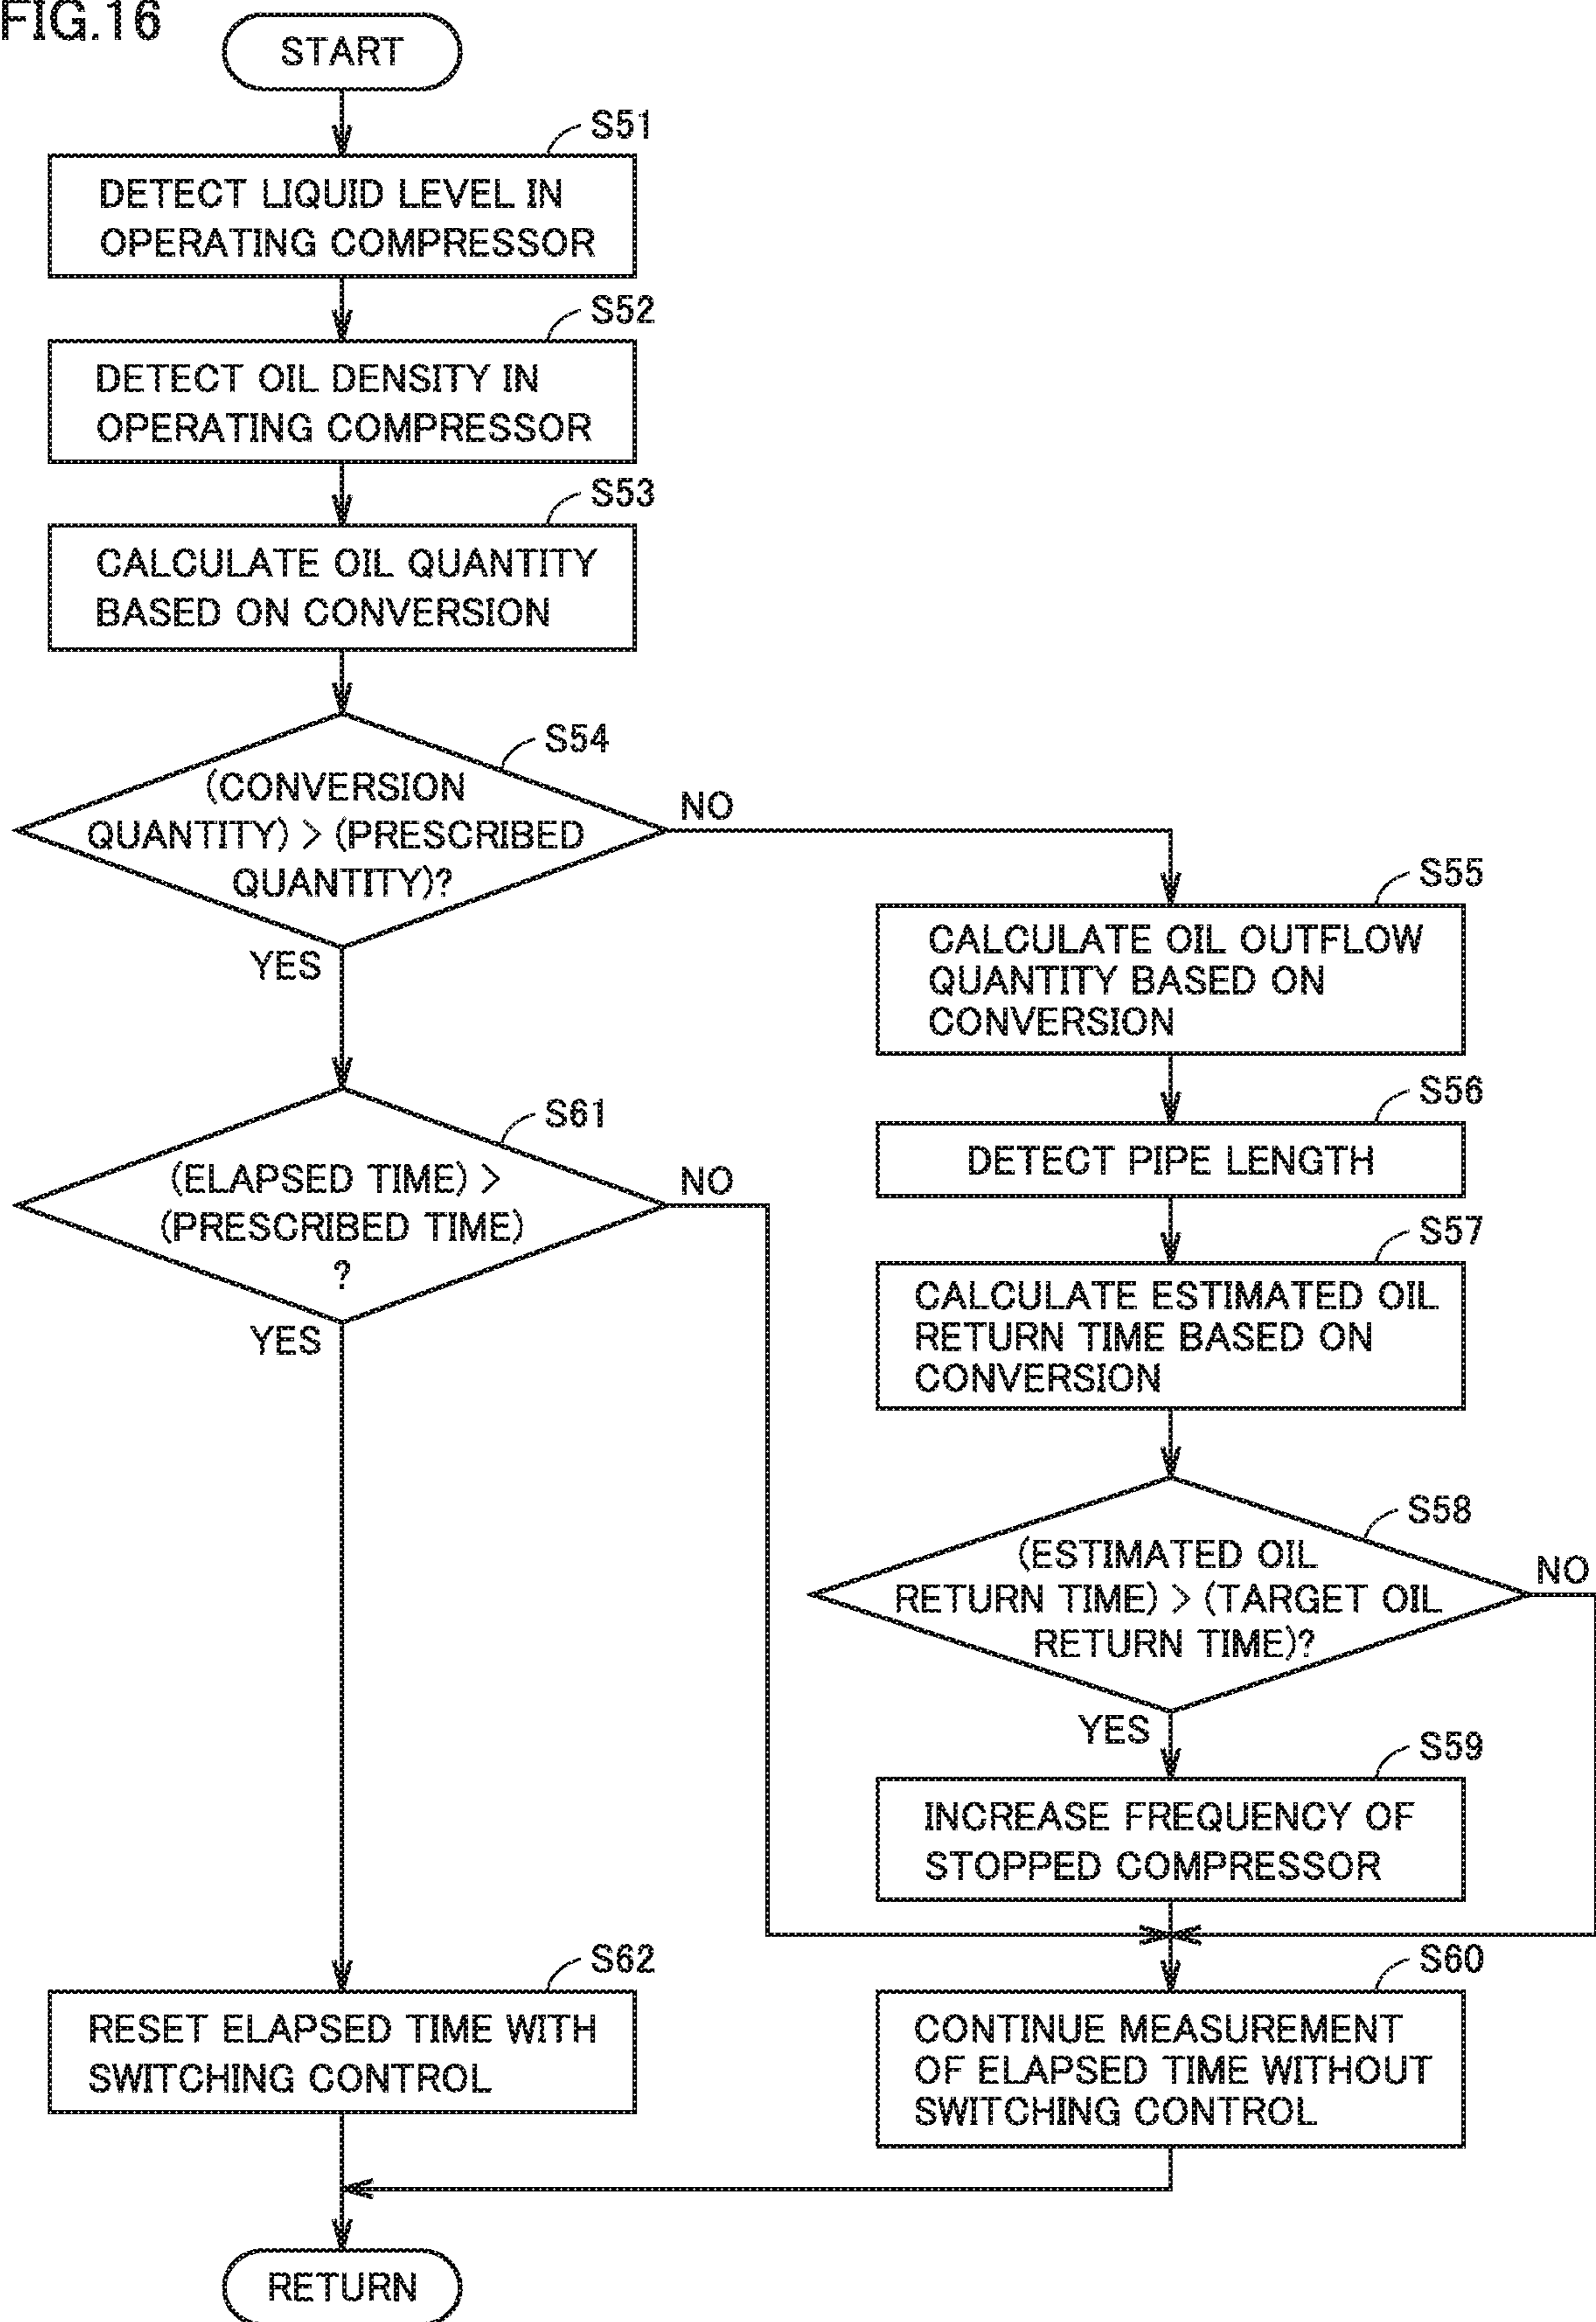 FIG.16
START
S51
DETECT LIQUID LEVEL IN
OPERATING COMPRESSOR
S52
DETECT OIL DENSITY IN
OPERATING COMPRESSOR
S53
CALCULATE OIL QUANTITY
BASED ON CONVERSION
S54
(CONVERSION
QUANTITY) > (PRESCRIBED
QUANTITY)?
NO
YES
S55
CALCULATE OIL OUTFLOW
QUANTITY BASED ON
CONVERSION
S56
DETECT PIPE LENGTH
S57
CALCULATE ESTIMATED OIL
RETURN TIME BASED ON
CONVERSION
S58
(ESTIMATED OIL
RETURN TIME) > (TARGET OIL
RETURN TIME)?
NO
YES
S59
INCREASE FREQUENCY OF
STOPPED COMPRESSOR
S60
CONTINUE MEASUREMENT
OF ELAPSED TIME WITHOUT
SWITCHING CONTROL
S61
(ELAPSED TIME) >
(PRESCRIBED TIME)
?
NO
YES
S62
RESET ELAPSED TIME WITH
SWITCHING CONTROL
RETURN